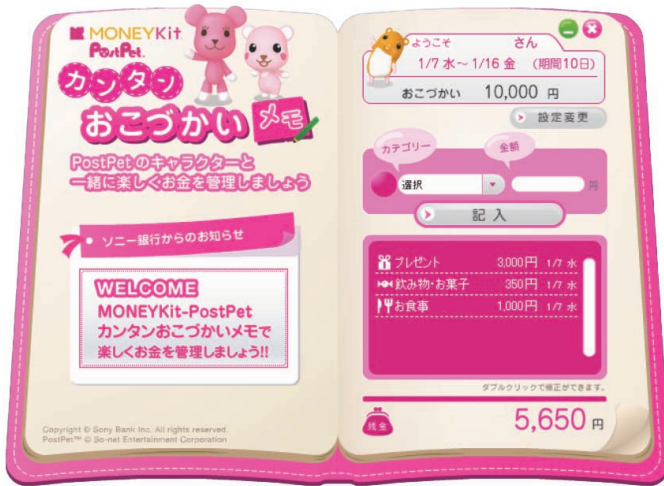 MONEYKit
PostPet
カンタン
おこづかい メモ
PostPetのキャラクターと
一緒に楽しくお金を管理しましょう
ソニー銀行からのお知らせ
WELCOME
MONEYKit-PostPet
カンタンおこづかいメモで
楽しくお金を管理しましょう!!
Copyright © Sony Bank Inc. All rights reserved.
PostPet™ © So-net Entertainment Corporation
ようこそ さん
1/7 水～1/16 金 (期間10日)
おこづかい 10,000 円
設定変更
カテゴリー 金額
選択 円
記入
プレゼント 3,000円 1/7 水
飲み物・お菓子 350円 1/7 水
お食事 1,000円 1/7 水
ダブルクリックで修正ができます。
残金 5,650 円